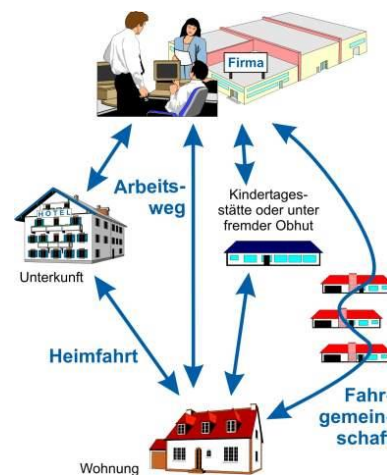 Firma
Arbeits-
weg
Kindertages-
stätte oder unter
fremder Obhut
HOTEL
Unterkunft
Heimfahrt
Fahr-
gemein-
schaf
Wohnung